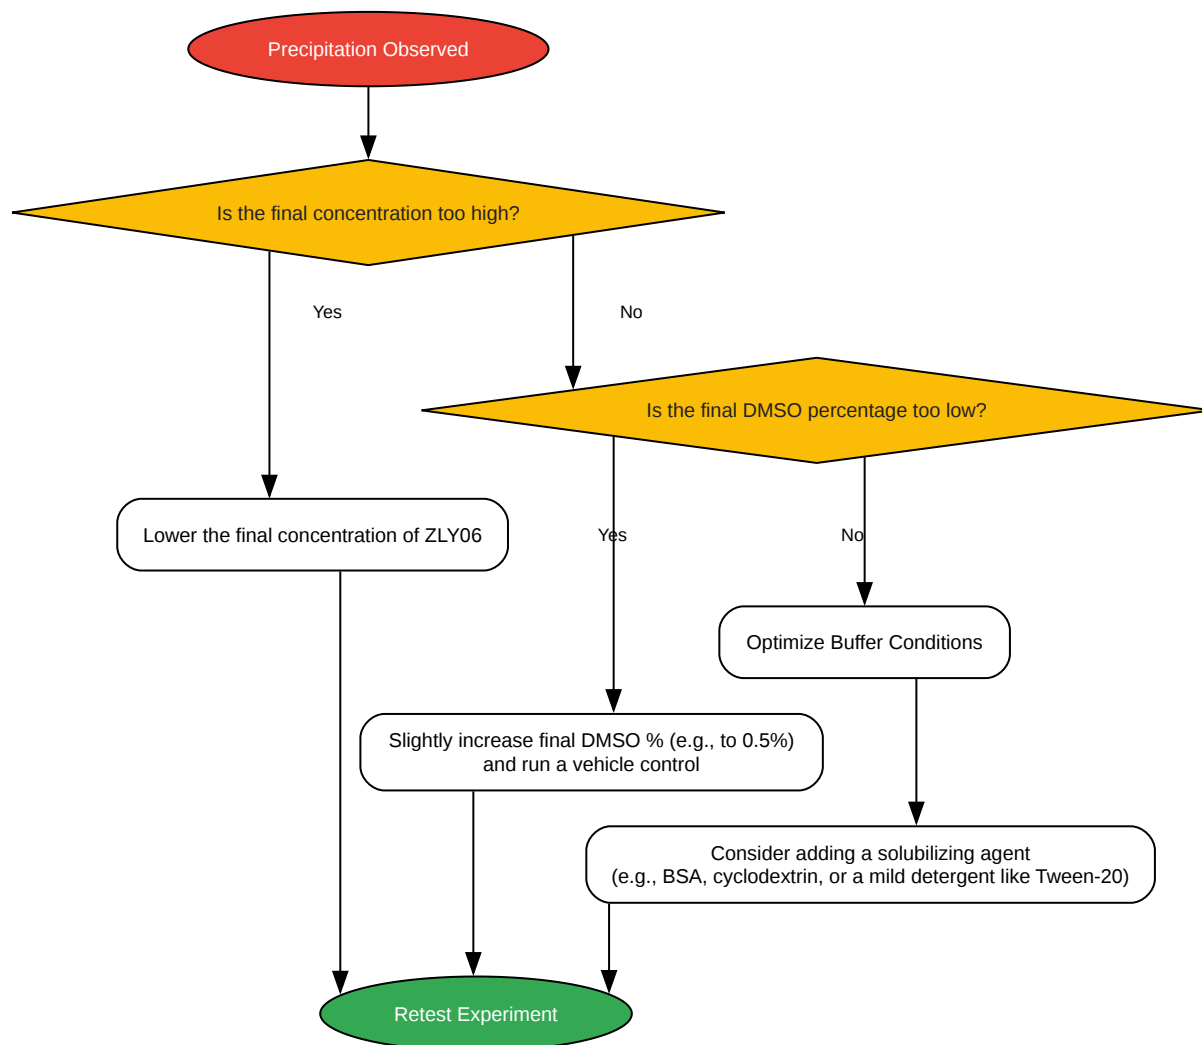 Precipitation Observed
Is the final concentration too high?
Yes
No
Is the final DMSO percentage too low?
Lower the final concentration of ZLY06
Yes
No
Optimize Buffer Conditions
Slightly increase final DMSO % (e.g., to 0.5%)
and run a vehicle control
Consider adding a solubilizing agent
(e.g., BSA, cyclodextrin, or a mild detergent like Tween-20)
Retest Experiment